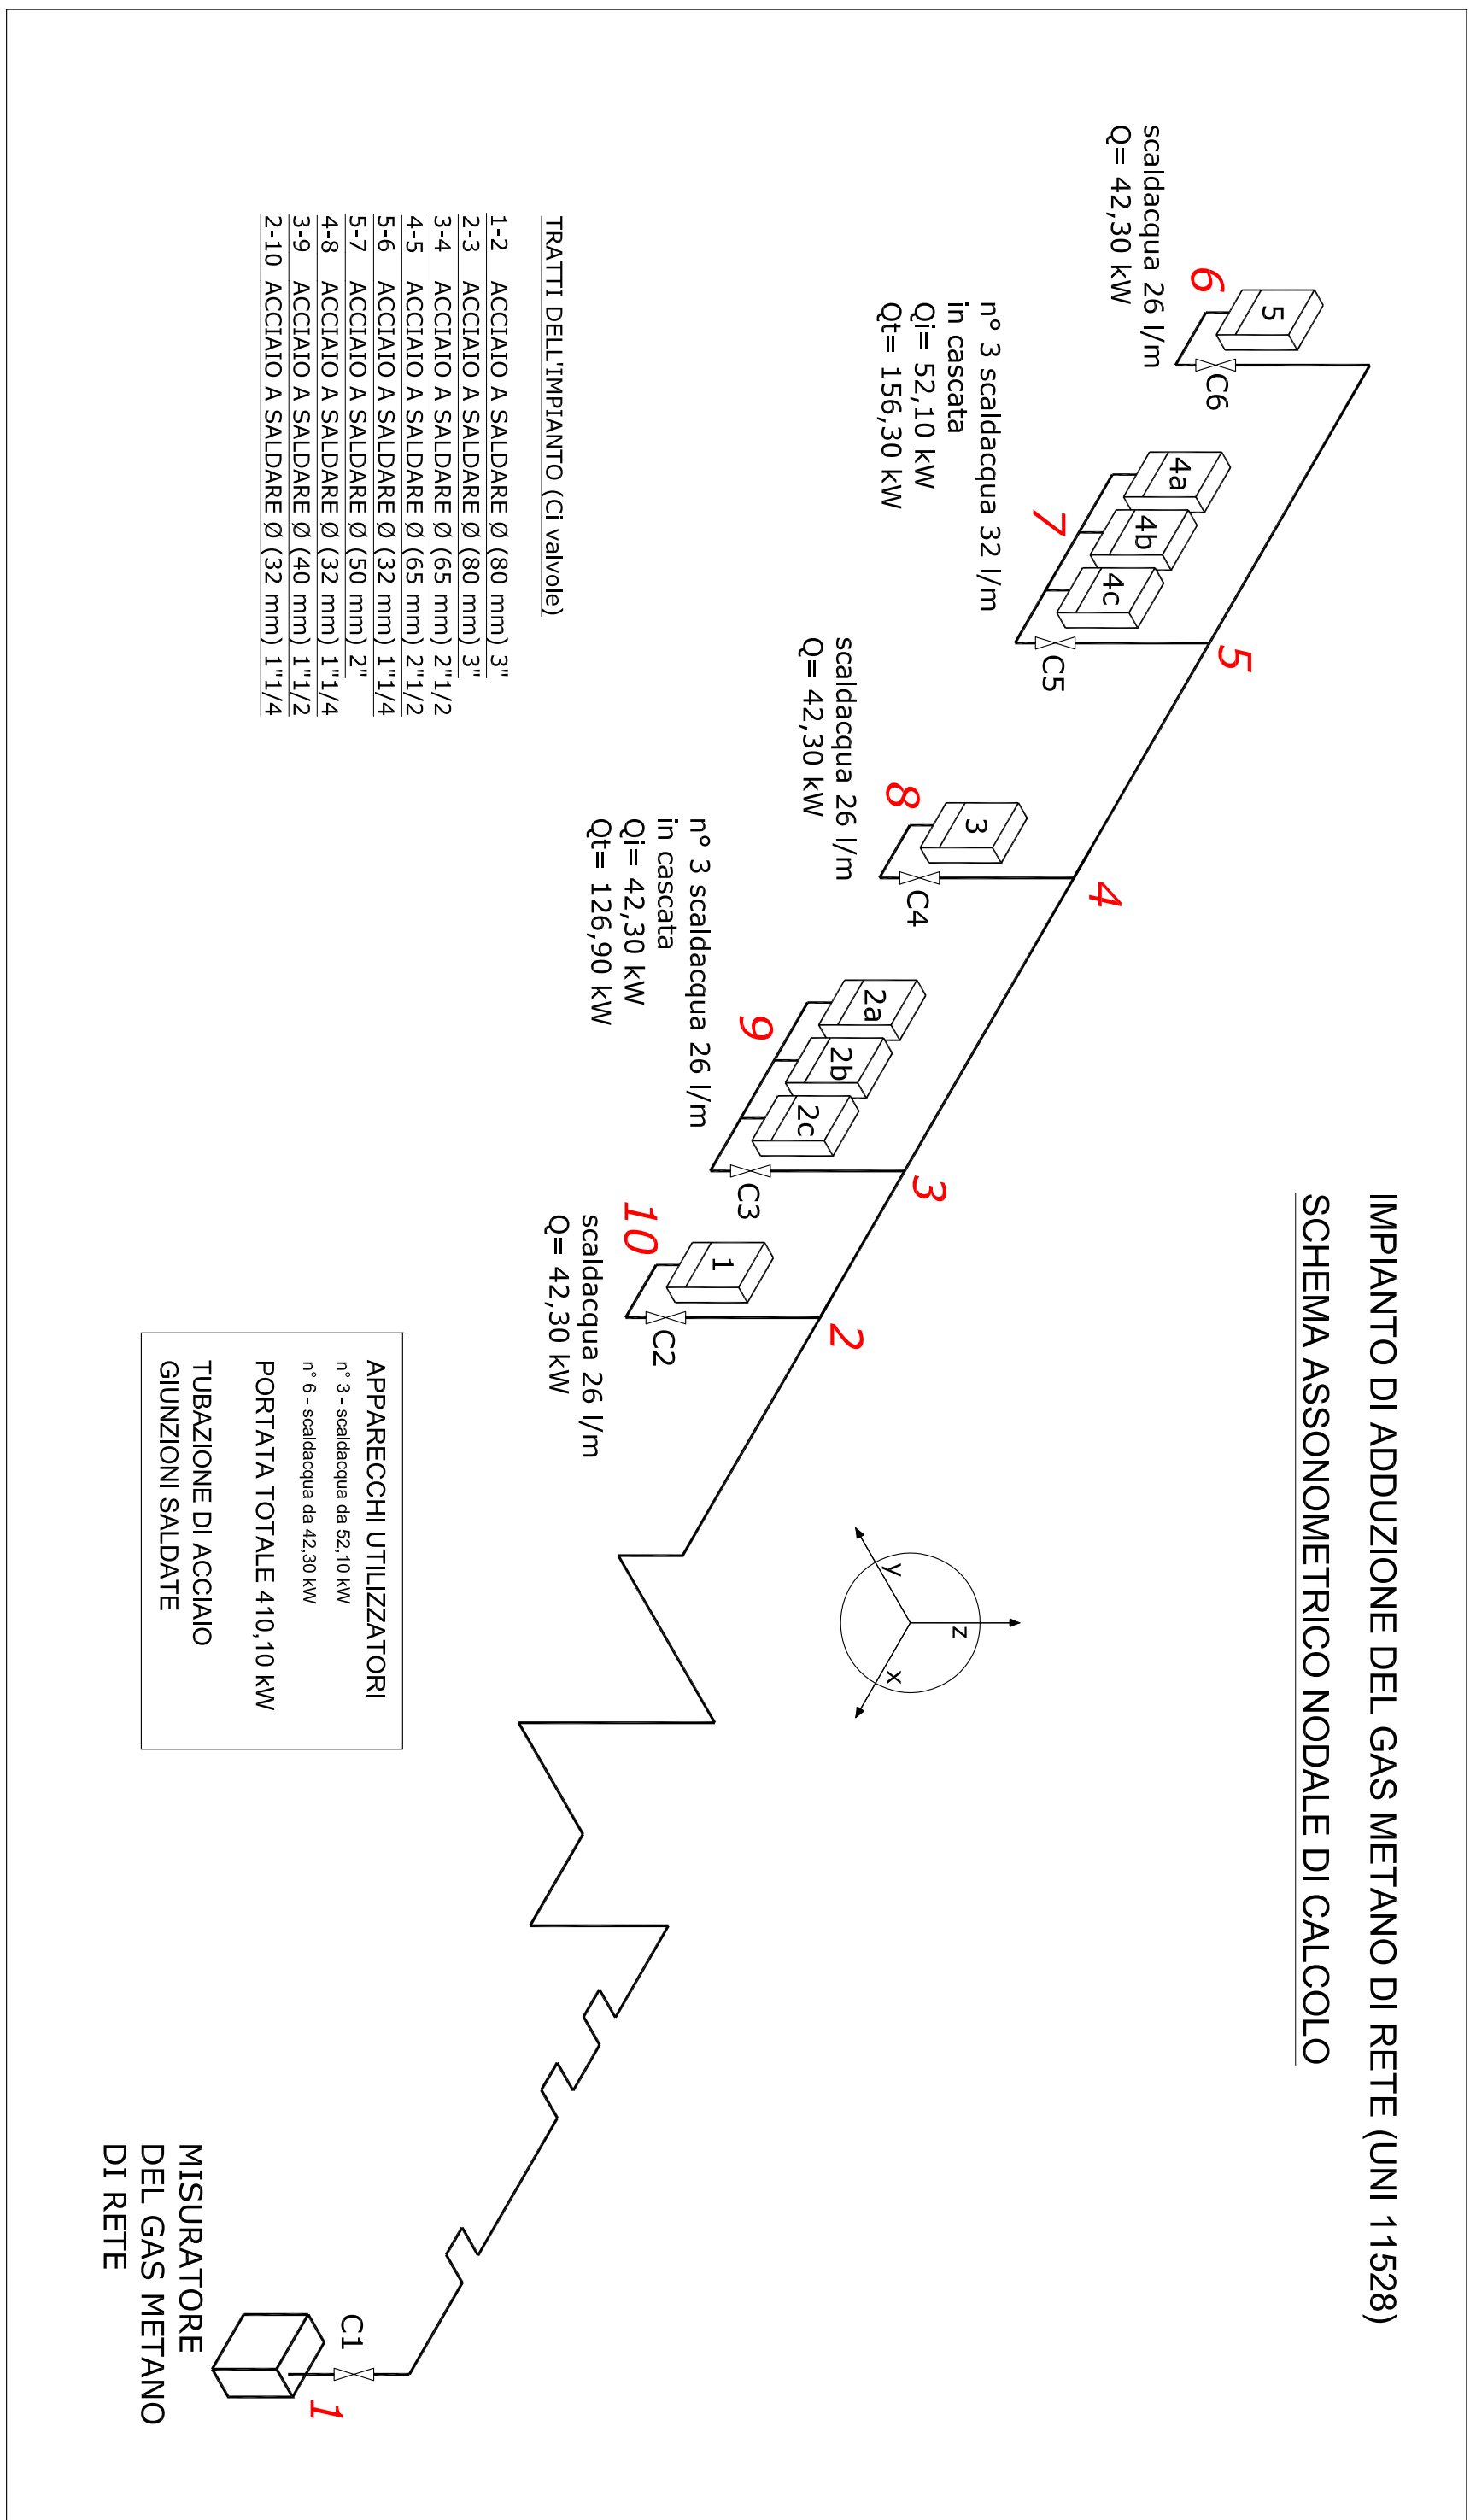 IMPIANTO DI ADDUZIONE DEL GAS METANO DI RETE (UNI 11528)
SCHEMA ASSONOMETRICO NODALE DI CALCOLO
5
6
C6
scaldacqua 26 l/m
Q= 42,30 kW
4a
4b
4c
5
7
C5
n° 3 scaldacqua 32 l/m
in cascata
Qi= 52,10 kW
Qt= 156,30 kW
3
4
8
C4
scaldacqua 26 l/m
Q= 42,30 kW
2a
2b
2c
3
9
C3
n° 3 scaldacqua 26 l/m
in cascata
Qi= 42,30 kW
Qt= 126,90 kW
1
2
10
C2
scaldacqua 26 l/m
Q= 42,30 kW
z
y
x
TRATTI DELL'IMPIANTO (Ci valvole)
1-2 ACCIAIO A SALDARE Ø (80 mm) 3"
2-3 ACCIAIO A SALDARE Ø (80 mm) 3"
3-4 ACCIAIO A SALDARE Ø (65 mm) 2"1/2
4-5 ACCIAIO A SALDARE Ø (65 mm) 2"1/2
5-6 ACCIAIO A SALDARE Ø (32 mm) 1"1/4
5-7 ACCIAIO A SALDARE Ø (50 mm) 2"
4-8 ACCIAIO A SALDARE Ø (32 mm) 1"1/4
3-9 ACCIAIO A SALDARE Ø (40 mm) 1"1/2
2-10 ACCIAIO A SALDARE Ø (32 mm) 1"1/4
APPARECCHI UTILIZZATORI
n° 3 - scaldacqua da 52,10 kW
n° 6 - scaldacqua da 42,30 kW
PORTATA TOTALE 410,10 kW
TUBAZIONE DI ACCIAIO
GIUNZIONI SALDATE
C1
1
MISURATORE
DEL GAS METANO
DI RETE